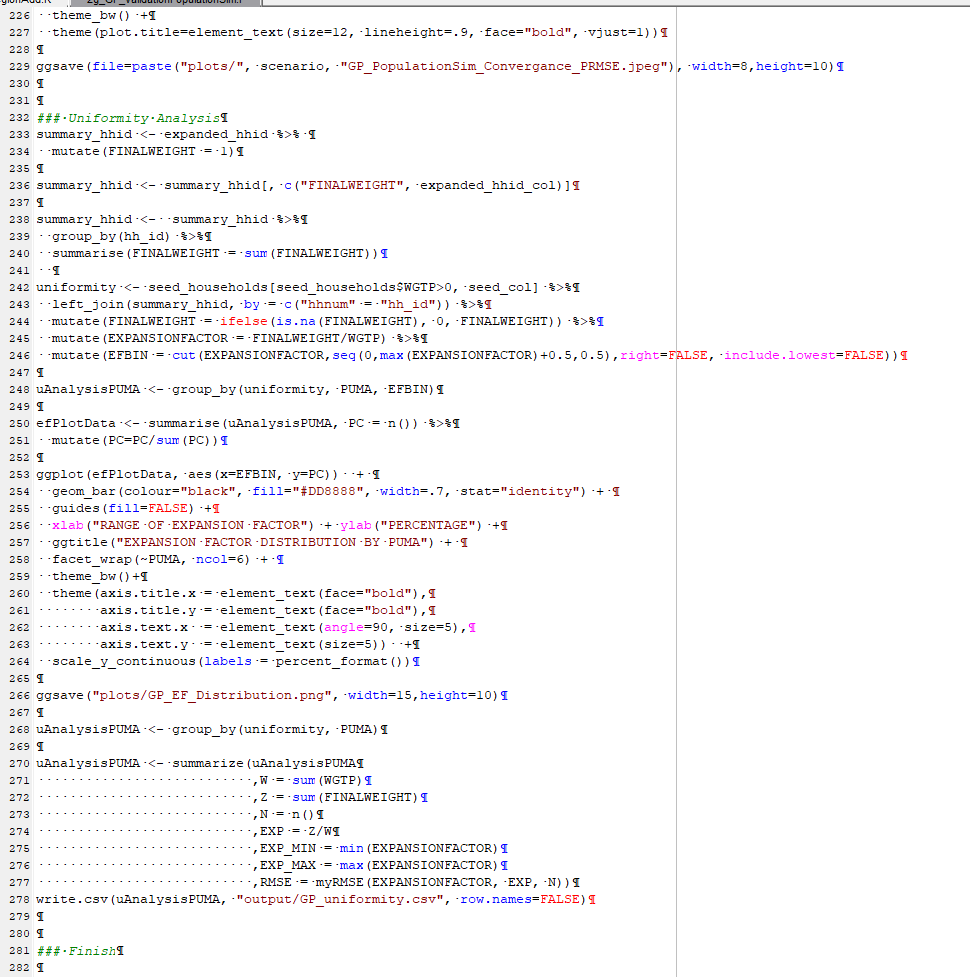 226   theme_bw() +¶
227   theme(plot.title=element_text(size=12, lineheight=.9, face="bold", vjust=1))¶
228 ¶
229 ggsave(file=paste("plots/", scenario, "GP_PopulationSim_Convergance_PRMSE.jpeg"), width=8,height=10)¶
230 ¶
231 ¶
232 ### Uniformity Analysis¶
233 summary_hhid <- expanded_hhid %>% ¶
234   mutate(FINALWEIGHT = 1)¶
235 ¶
236 summary_hhid <- summary_hhid[, c("FINALWEIGHT", expanded_hhid_col)]¶
237 ¶
238 summary_hhid <-  summary_hhid %>%¶
239   group_by(hh_id) %>%¶
240   summarise(FINALWEIGHT = sum(FINALWEIGHT))¶
241   ¶
242 uniformity <- seed_households[seed_households$WGTP>0, seed_col] %>%¶
243   left_join(summary_hhid, by = c("hhnum" = "hh_id")) %>%¶
244   mutate(FINALWEIGHT = ifelse(is.na(FINALWEIGHT), 0, FINALWEIGHT)) %>%¶
245   mutate(EXPANSIONFACTOR = FINALWEIGHT/WGTP) %>%¶
246   mutate(EFBIN = cut(EXPANSIONFACTOR,seq(0,max(EXPANSIONFACTOR)+0.5,0.5),right=FALSE, include.lowest=FALSE))¶
247 ¶
248 uAnalysisPUMA <- group_by(uniformity, PUMA, EFBIN)¶
249 ¶
250 efPlotData <- summarise(uAnalysisPUMA, PC = n()) %>%¶
251   mutate(PC=PC/sum(PC))¶
252 ¶
253 ggplot(efPlotData, aes(x=EFBIN, y=PC))  + ¶
254   geom_bar(colour="black", fill="#DD8888", width=.7, stat="identity") + ¶
255   guides(fill=FALSE) +¶
256   xlab("RANGE OF EXPANSION FACTOR") + ylab("PERCENTAGE") +¶
257   ggtitle("EXPANSION FACTOR DISTRIBUTION BY PUMA") + ¶
258   facet_wrap(~PUMA, ncol=6) + ¶
259   theme_bw()+¶
260   theme(axis.title.x = element_text(face="bold"),¶
261         axis.title.y = element_text(face="bold"),¶
262         axis.text.x  = element_text(angle=90, size=5),¶
263         axis.text.y = element_text(size=5))  +¶
264   scale_y_continuous(labels = percent_format())¶
265 ¶
266 ggsave("plots/GP_EF_Distribution.png", width=15,height=10)¶
267 ¶
268 uAnalysisPUMA <- group_by(uniformity, PUMA)¶
269 ¶
270 uAnalysisPUMA <- summarize(uAnalysisPUMA¶
271                           ,W = sum(WGTP)¶
272                           ,Z = sum(FINALWEIGHT)¶
273                           ,N = n()¶
274                           ,EXP = Z/W¶
275                           ,EXP_MIN = min(EXPANSIONFACTOR)¶
276                           ,EXP_MAX = max(EXPANSIONFACTOR)¶
277                           ,RMSE = myRMSE(EXPANSIONFACTOR, EXP, N))¶
278 write.csv(uAnalysisPUMA, "output/GP_uniformity.csv", row.names=FALSE)¶
279 ¶
280 ¶
281 ### Finish¶
282 ¶